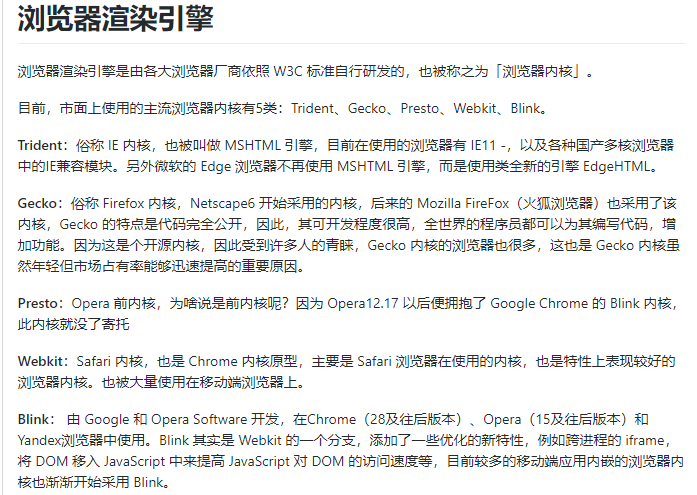 浏览器渲染引擎
浏览器渲染引擎是由各大浏览器厂商依照 W3C 标准自行研发的，也被称之为「浏览器内核」。
目前，市面上使用的主流浏览器内核有5类：Trident、Gecko、Presto、Webkit、Blink。
Trident：俗称 IE 内核，也被叫做 MSHTML 引擎，目前在使用的浏览器有 IE11 -，以及各种国产多核浏览器
中的IE兼容模块。另外微软的 Edge 浏览器不再使用 MSHTML 引擎，而是使用类全新的引擎 EdgeHTML。
Gecko：俗称 Firefox 内核，Netscape6 开始采用的内核，后来的 Mozilla FireFox（火狐浏览器）也采用了该
内核，Gecko 的特点是代码完全公开，因此，其可开发程度很高，全世界的程序员都可以为其编写代码，增
加功能。因为这是个开源内核，因此受到许多人的青睐，Gecko 内核的浏览器也很多，这也是 Gecko 内核虽
然年轻但市场占有率能够迅速提高的重要原因。
Presto：Opera 前内核，为啥说是前内核呢？因为 Opera12.17 以后便拥抱了 Google Chrome 的 Blink 内核，
此内核就没了寄托
Webkit：Safari 内核，也是 Chrome 内核原型，主要是 Safari 浏览器在使用的内核，也是特性上表现较好的
浏览器内核。也被大量使用在移动端浏览器上。
Blink： 由 Google 和 Opera Software 开发，在Chrome（28及往后版本）、Opera（15及往后版本）和
Yandex浏览器中使用。Blink 其实是 Webkit 的一个分支，添加了一些优化的新特性，例如跨进程的 iframe，
将 DOM 移入 JavaScript 中来提高 JavaScript 对 DOM 的访问速度等，目前较多的移动端应用内嵌的浏览器内
核也渐渐开始采用 Blink。